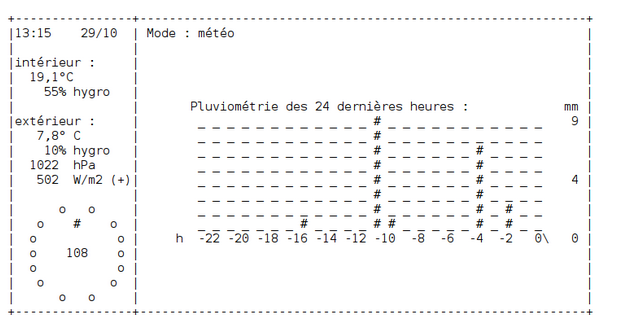 13:15 29/10 Mode : météo
intérieur :
19,1°C
55% hygro
Pluviométrie des 24 dernières heures : mm
extérieur : # 9
7,8° C #
10% hygro # #
1022 hPa # #
502 W/m2 (+) # # 4
# #
o o # # #
o # o # # # # #
o o h -22 -20 -18 -16 -14 -12 -10 -8 -6 -4 -2 0\ 0
o 108 o
o o
o o
o o